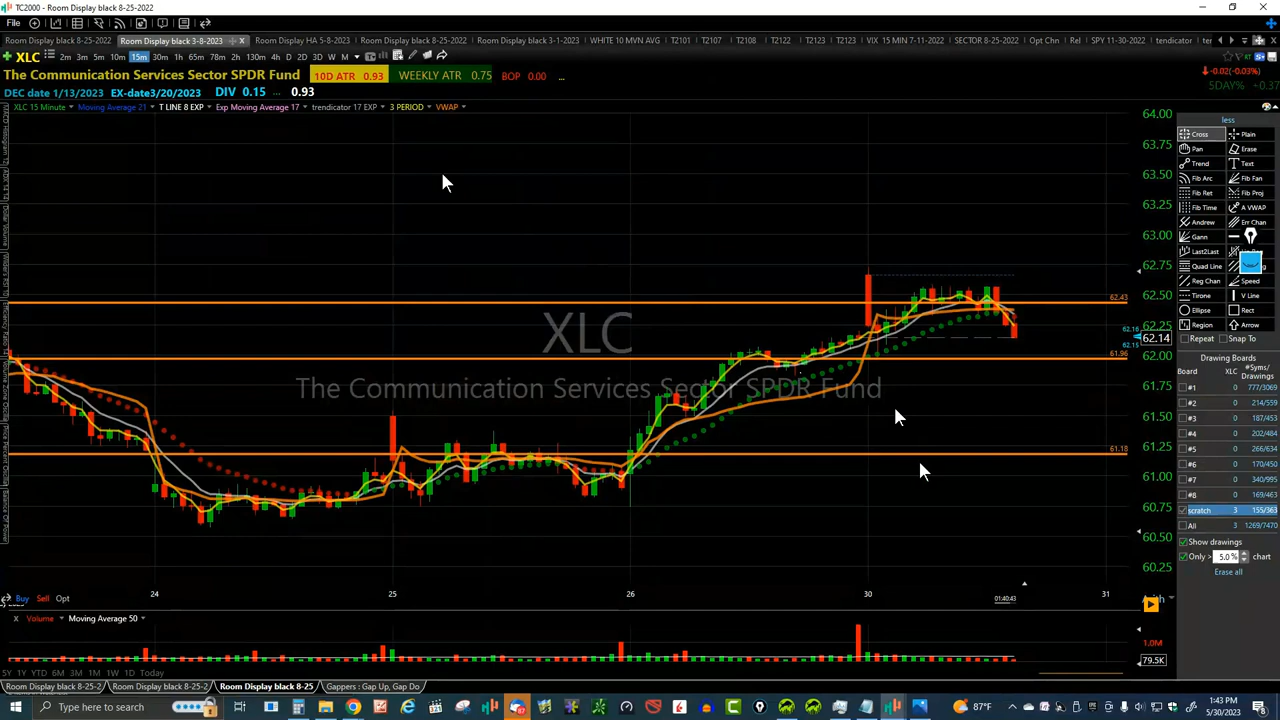 TC2000 - Room Display black 8-25-2022
File
Room Display black 8-25-2022 Room Display black 3-8-2023 Room Display HA 5-8-2023 Room Display black 8-25-2022 Room Display black 3-1-2023 WHITE 10 MVN AVG T2101 T2107 T2108 T2122 T2123 T2123 VIX 15 MIN 7-11-2022 SECTOR 8-25-2022 Opt Chn Rel SPY 11-30-2022 tendicator
XLC 2m 3m 5m 10m 15m 30m 1h 65m 78m 2h 130m 4h D 2D 3D W M
The Communication Services Sector SPDR Fund 10D ATR 0.93 WEEKLY ATR 0.75 BOP 0.00 ...
-0.02(-0.03%)
5DAY% +0.37
DEC date 1/13/2023 EX-date3/20/2023 DIV 0.15 ... 0.93
XLC 15 Minute Moving Average 21 T LINE 8 EXP Exp Moving Average 17 trendicator 17 EXP 3 PERIOD VWAP
less
64.00
63.75
63.50
63.25
63.00
62.75
62.50
62.43
62.25
62.16
62.14
62.15
62.00
61.96
61.75
61.50
61.25
61.18
61.00
60.75
60.50
60.25
XLC
The Communication Services Sector SPDR Fund
Cross Plain
Pan Erase
Trend Text
Fib Arc Fib Fan
Fib Ret Fib Proj
Fib Time A VWAP
Andrew Err Chan
Gann
Last2Last
Quad Line
Reg Chan Speed
Tirone V Line
Ellipse Rect
Region Arrow
Repeat Snap To
Drawing Boards
Board XLC #Syms/ Drawings
#1 0 777/3069
#2 0 214/559
#3 0 187/453
#4 0 202/484
#5 0 266/634
#6 0 170/450
#7 0 340/995
#8 0 169/463
scratch 3 155/363
All 3 1269/7470
Show drawings
Only > 5.0 % chart
Erase all
24 25 26 30 31
01:40:43
Buy Sell Opt
x Volume Moving Average 50
1.0M
79.5K
5Y 1Y YTD 6M 3M 1M 1W 1D Today
Room Display black 8-25-2 Room Display black 8-25-2 Room Display black 8-25 Gappers : Gap Up, Gap Do
Type here to search
87°F
1:43 PM
5/30/2023